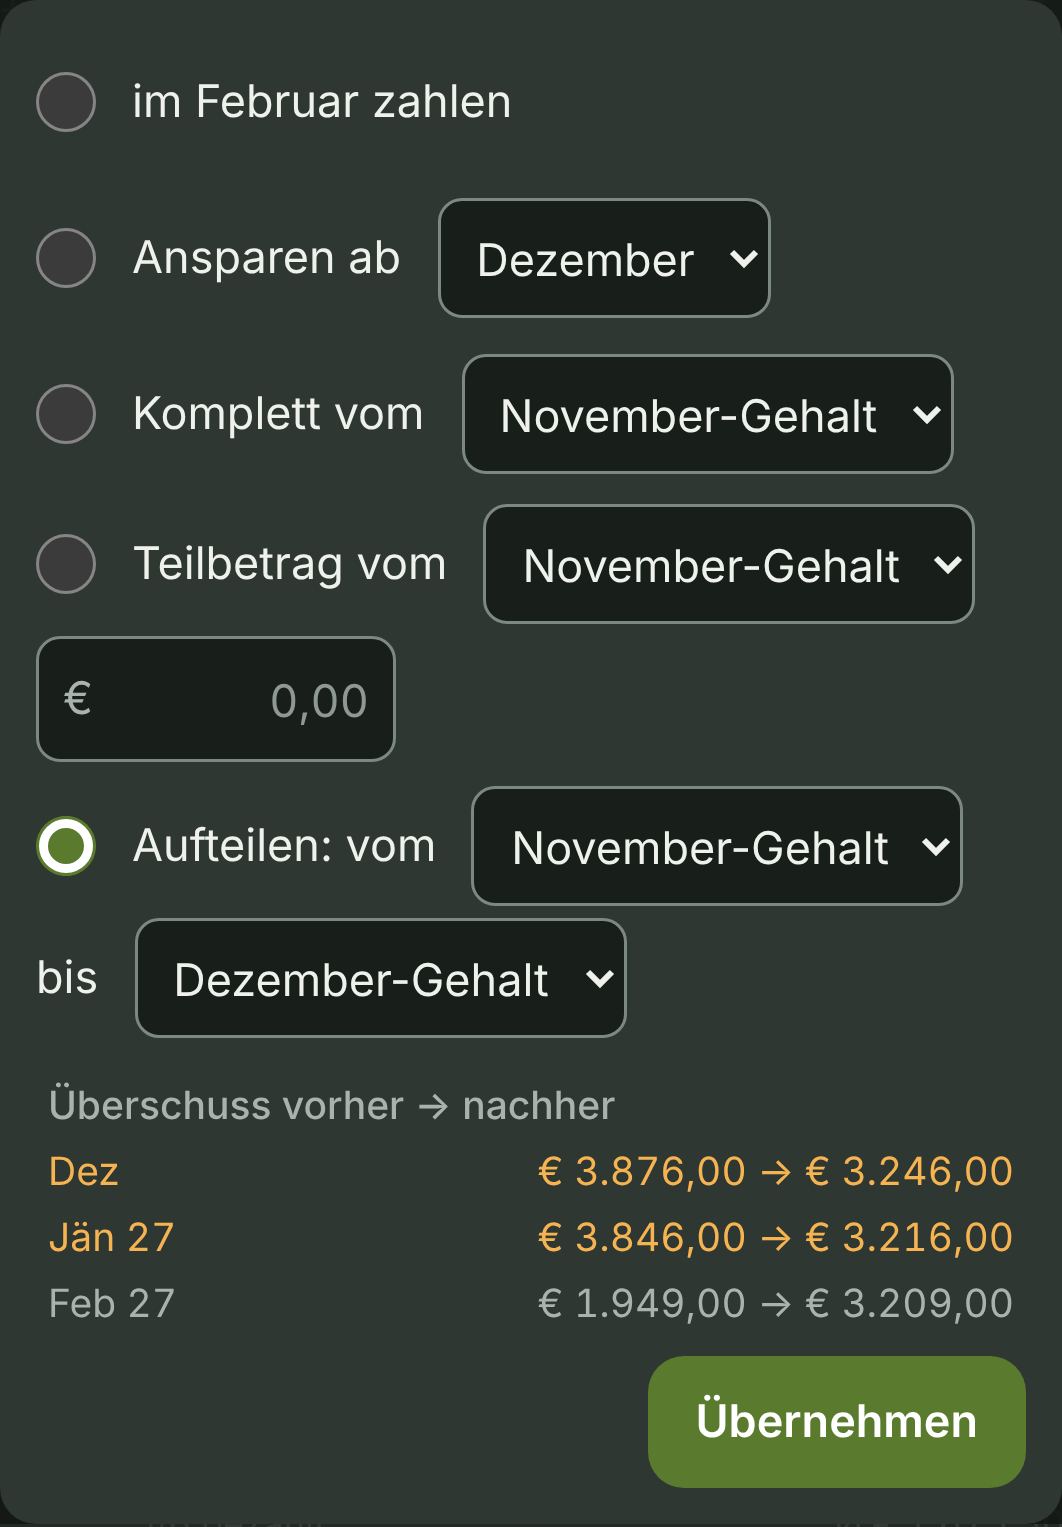 im Februar zahlen
Ansparen ab Dezember
Komplett vom November-Gehalt
Teilbetrag vom November-Gehalt
€ 0,00
Aufteilen: vom November-Gehalt
bis Dezember-Gehalt
Überschuss vorher → nachher
Dez € 3.876,00 → € 3.246,00
Jän 27 € 3.846,00 → € 3.216,00
Feb 27 € 1.949,00 → € 3.209,00
Übernehmen